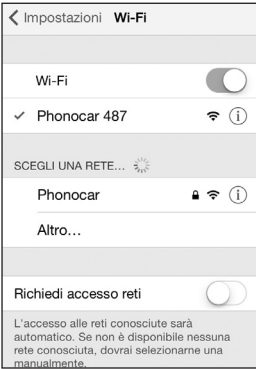 Impostazioni Wi-Fi
Wi-Fi
Phonocar 487
SCEGLI UNA RETE...
Phonocar
Altro...
Richiedi accesso reti
L'accesso alle reti conosciute sarà
automatico. Se non è disponibile nessuna
rete conosciuta, dovrai selezionarne una
manualmente.